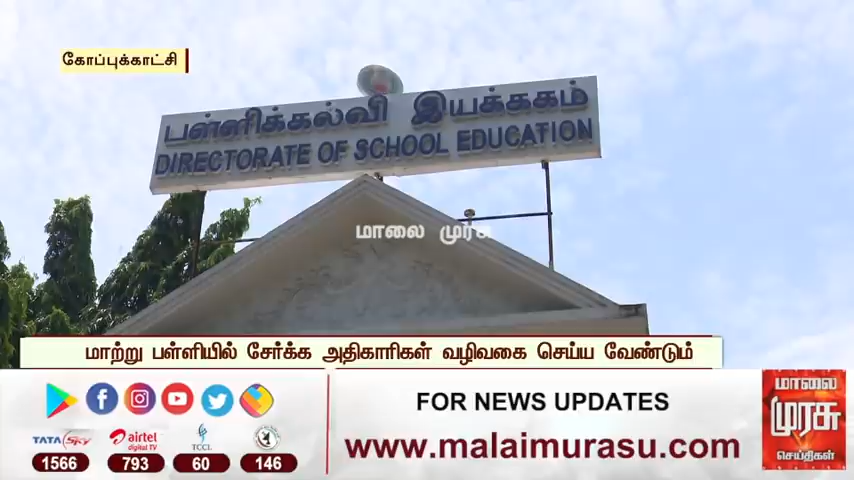 கோப்புக்காட்சி
பள்ளிக்கல்வி இயக்ககம்
DIRECTORATE OF SCHOOL EDUCATION
மாலை முரசு
மாற்று பள்ளியில் சேர்க்க அதிகாரிகள் வழிவகை செய்ய வேண்டும்
FOR NEWS UPDATES
www.malaimurasu.com
TATA SKY
airtel
digital TV
TCCL
1566
793
60
146
மாலை
முரசு
செய்திகள்